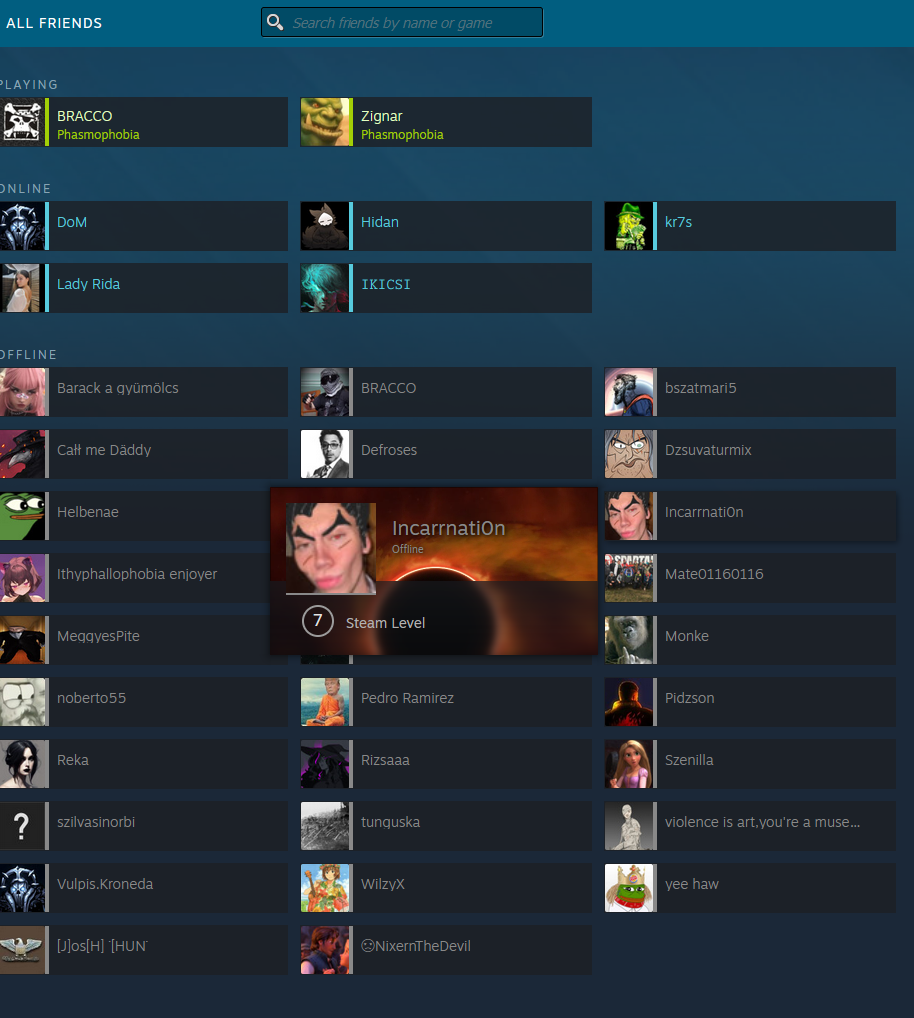 ALL FRIENDS
Search friends by name or game
PLAYING
BRACCO
Phasmophobia
Zignar
Phasmophobia
ONLINE
DoM
Hidan
kr7s
Lady Rida
IKICSI
OFFLINE
Barack a gyümölcs
BRACCO
bszatmari5
Całł me Däddy
Defroses
Dzsuvaturmix
Helbenae
Incarrnati0n
Offline
7
Steam Level
Incarrnati0n
Ithyphallophobia enjoyer
Mate01160116
MeggyesPite
Monke
noberto55
Pedro Ramirez
Pidzson
Reka
Rizsaaa
Szenilla
?
szilvasinorbi
tunguska
violence is art,you're a muse...
Vulpis.Kroneda
WilzyX
yee haw
[J]os[H] ˇ[HUNˇ
☹NixernTheDevil